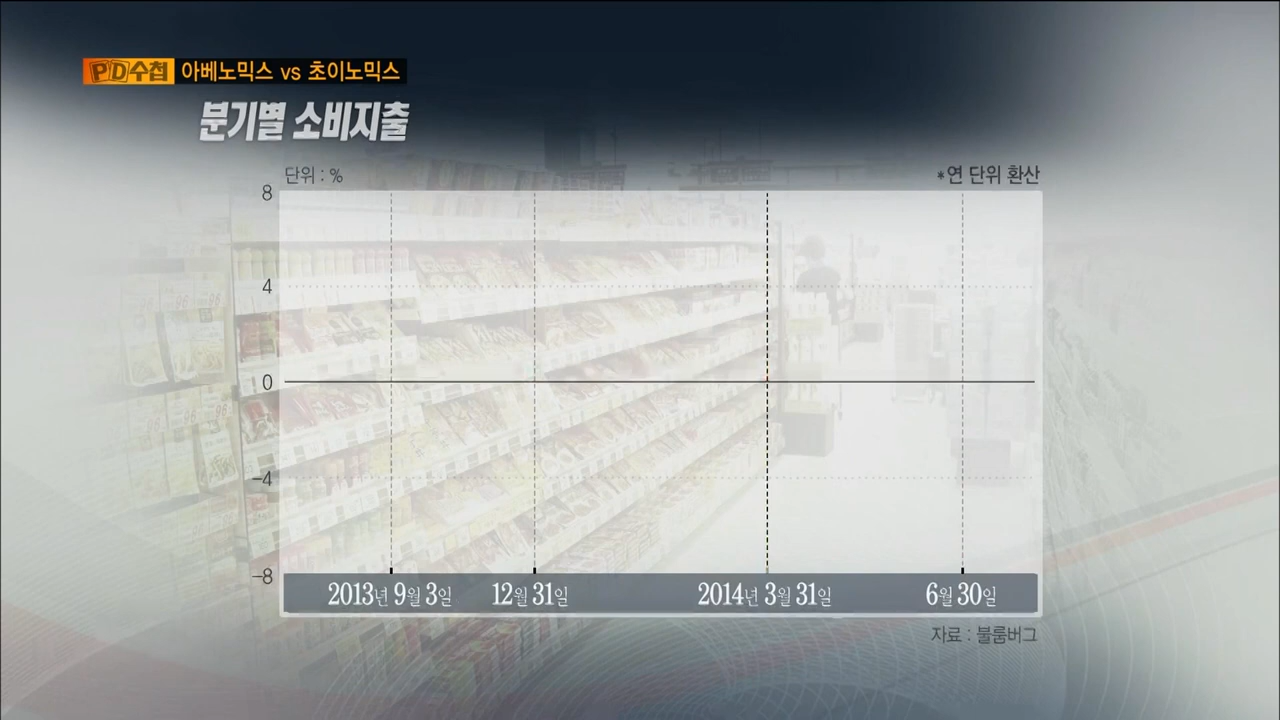 PD수첩 아베노믹스 vs 초이노믹스
분기별 소비지출
단위 : %
*연 단위 환산
8
4
0
-4
-8
2013년 9월 3일 12월 31일 2014년 3월 31일 6월 30일
자료 : 불룸버그